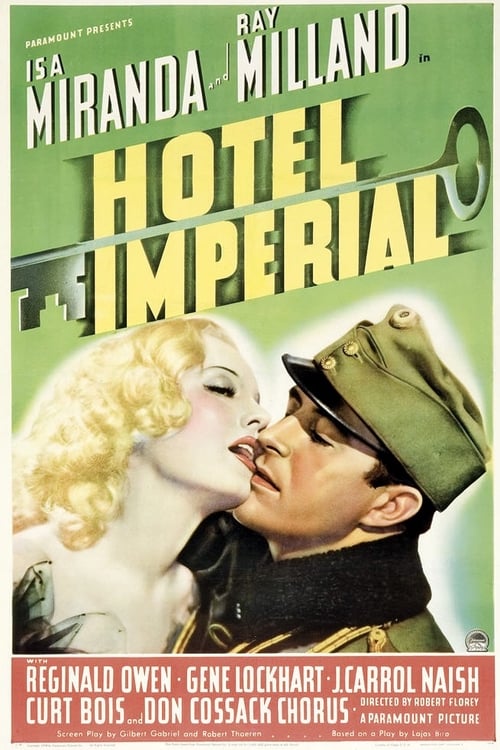 PARAMOUNT PRESENTS
ISA MIRANDA and RAY MILLAND in
HOTEL
IMPERIAL
WITH
REGINALD OWEN · GENE LOCKHART · J. CARROL NAISH
CURT BOIS and DON COSSACK CHORUS ·
DIRECTED BY ROBERT FLOREY
A PARAMOUNT PICTURE
Screen Play by Gilbert Gabriel and Robert Thoeren Based on a Play by Lajos Biro